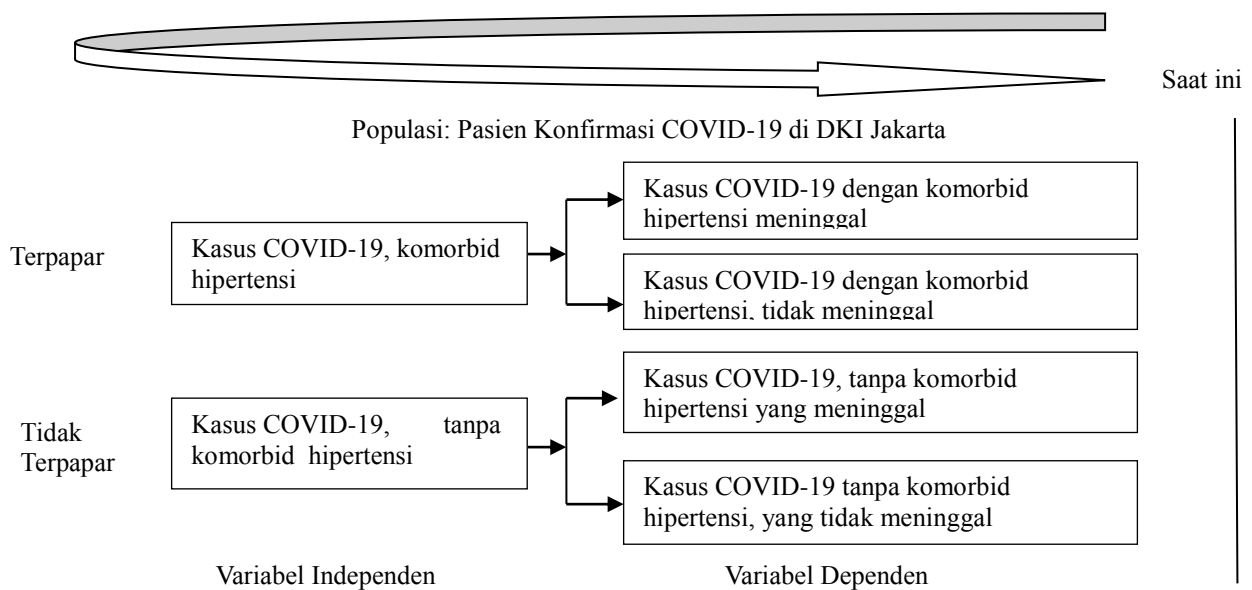 Saat ini
Populasi: Pasien Konfirmasi COVID-19 di DKI Jakarta
Terpapar
Kasus COVID-19, komorbid
hipertensi
Kasus COVID-19 dengan komorbid
hipertensi meninggal
Kasus COVID-19 dengan komorbid
hipertensi, tidak meninggal
Tidak
Terpapar
Kasus COVID-19, tanpa
komorbid hipertensi
Kasus COVID-19, tanpa komorbid
hipertensi yang meninggal
Kasus COVID-19 tanpa komorbid
hipertensi, yang tidak meninggal
Variabel Independen
Variabel Dependen